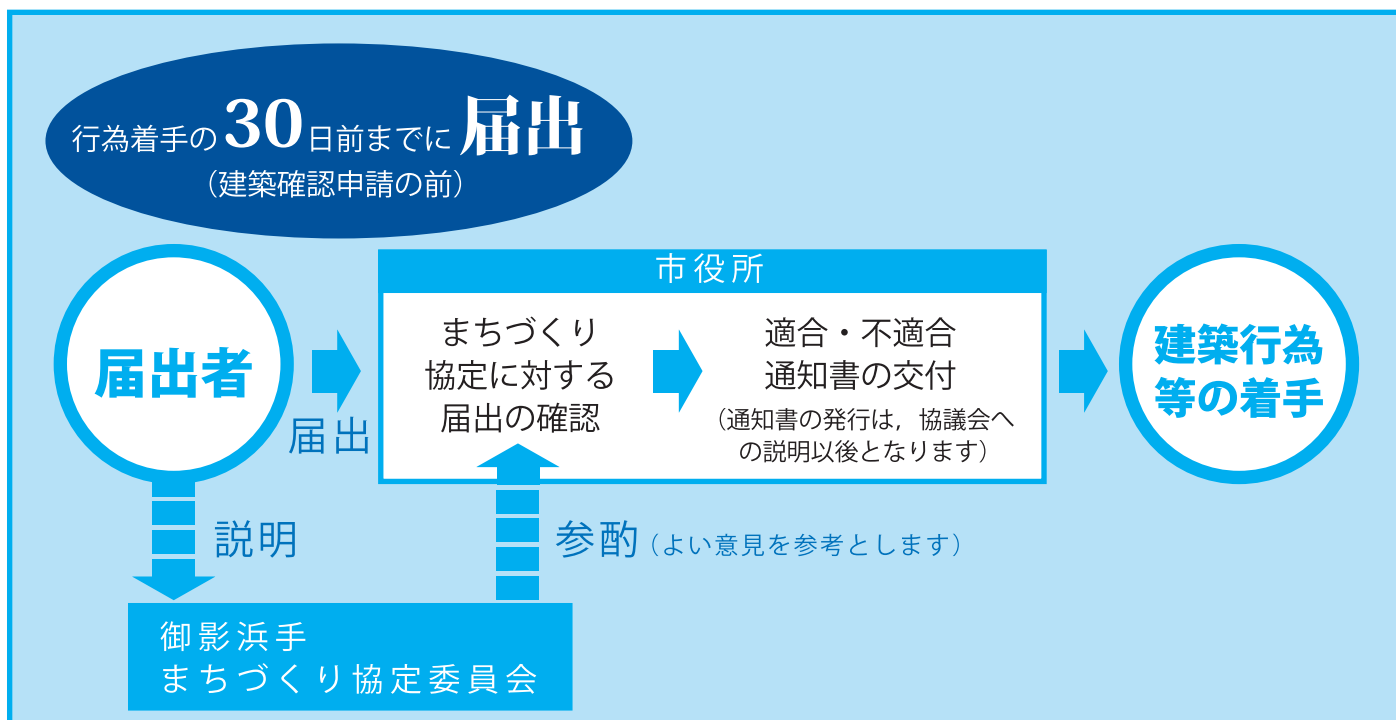 行為着手の30日前までに届出
（建築確認申請の前）
市役所
届出者
届出
まちづくり
協定に対する
届出の確認
適合・不適合
通知書の交付
（通知書の発行は，協議会へ
の説明以後となります）
建築行為
等の着手
説明
参酌（よい意見を参考とします）
御影浜手
まちづくり協定委員会